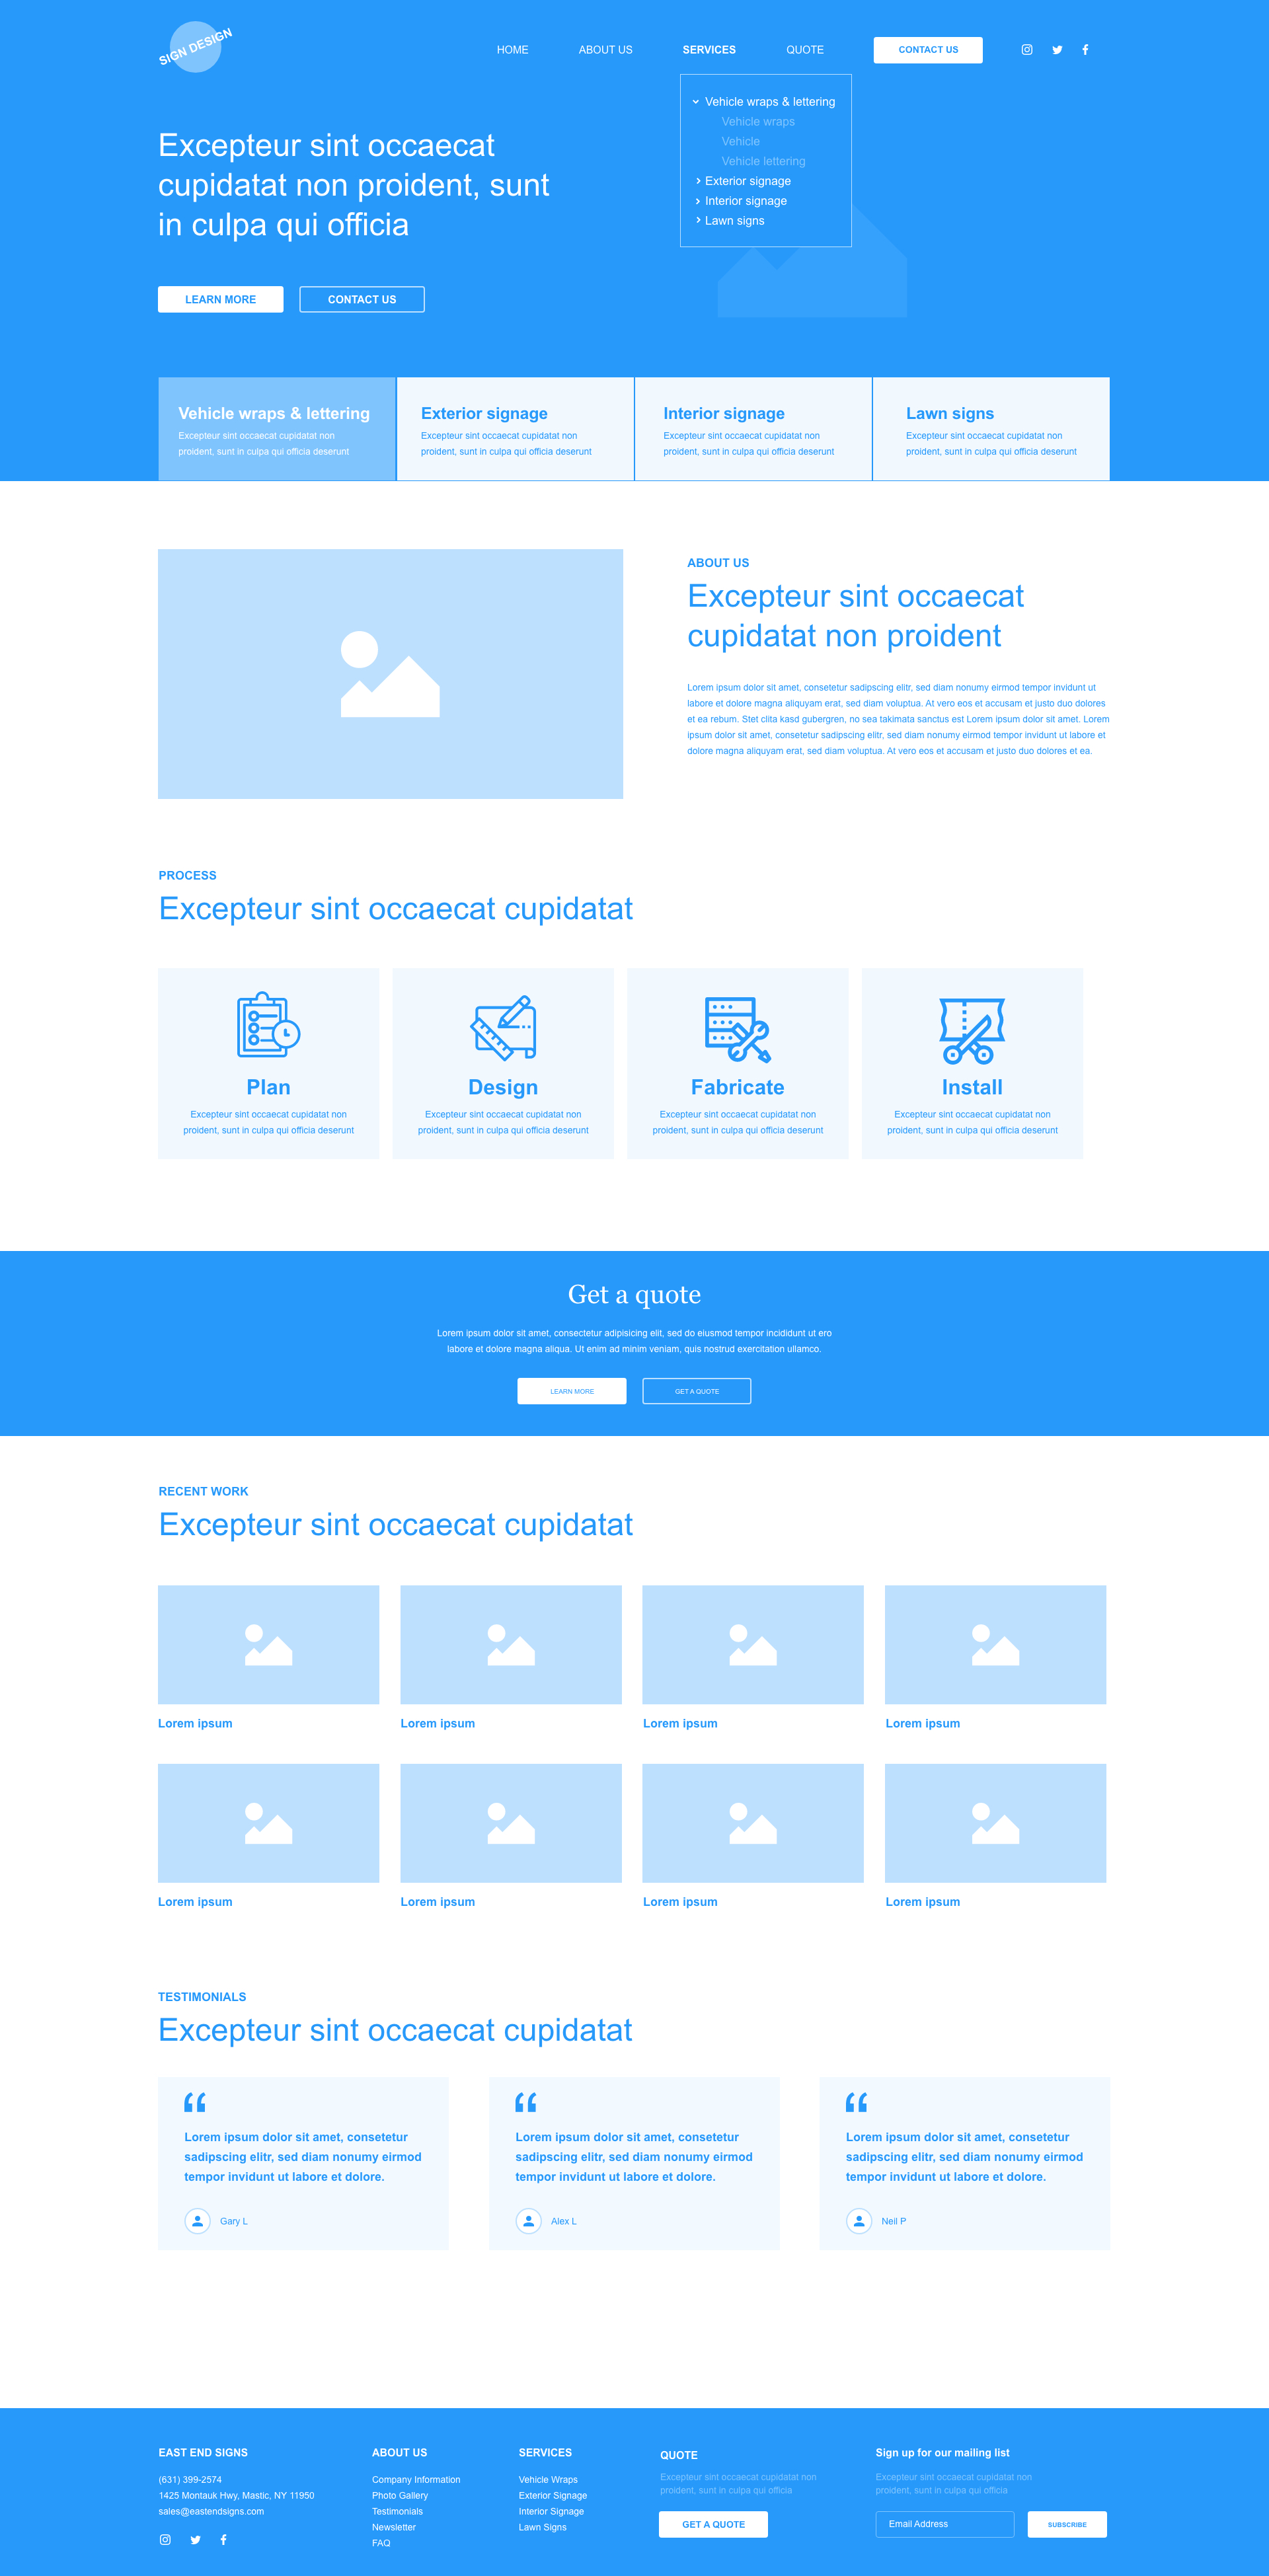 SIGN DESIGN
HOME
ABOUT US
SERVICES
QUOTE
CONTACT US
Vehicle wraps & lettering
Vehicle wraps
Vehicle
Vehicle lettering
Exterior signage
Interior signage
Lawn signs
Excepteur sint occaecat
cupidatat non proident, sunt
in culpa qui officia
LEARN MORE
CONTACT US
Vehicle wraps & lettering
Excepteur sint occaecat cupidatat non
proident, sunt in culpa qui officia deserunt
Exterior signage
Excepteur sint occaecat cupidatat non
proident, sunt in culpa qui officia deserunt
Interior signage
Excepteur sint occaecat cupidatat non
proident, sunt in culpa qui officia deserunt
Lawn signs
Excepteur sint occaecat cupidatat non
proident, sunt in culpa qui officia deserunt
ABOUT US
Excepteur sint occaecat
cupidatat non proident
Lorem ipsum dolor sit amet, consetetur sadipscing elitr, sed diam nonumy eirmod tempor invidunt ut
labore et dolore magna aliquyam erat, sed diam voluptua. At vero eos et accusam et justo duo dolores
et ea rebum. Stet clita kasd gubergren, no sea takimata sanctus est Lorem ipsum dolor sit amet. Lorem
ipsum dolor sit amet, consetetur sadipscing elitr, sed diam nonumy eirmod tempor invidunt ut labore et
dolore magna aliquyam erat, sed diam voluptua. At vero eos et accusam et justo duo dolores et ea.
PROCESS
Excepteur sint occaecat cupidatat
Plan
Excepteur sint occaecat cupidatat non
proident, sunt in culpa qui officia deserunt
Design
Excepteur sint occaecat cupidatat non
proident, sunt in culpa qui officia deserunt
Fabricate
Excepteur sint occaecat cupidatat non
proident, sunt in culpa qui officia deserunt
Install
Excepteur sint occaecat cupidatat non
proident, sunt in culpa qui officia deserunt
Get a quote
Lorem ipsum dolor sit amet, consectetur adipisicing elit, sed do eiusmod tempor incididunt ut ero
labore et dolore magna aliqua. Ut enim ad minim veniam, quis nostrud exercitation ullamco.
LEARN MORE
GET A QUOTE
RECENT WORK
Excepteur sint occaecat cupidatat
Lorem ipsum
Lorem ipsum
Lorem ipsum
Lorem ipsum
Lorem ipsum
Lorem ipsum
Lorem ipsum
Lorem ipsum
TESTIMONIALS
Excepteur sint occaecat cupidatat
“
Lorem ipsum dolor sit amet, consetetur
sadipscing elitr, sed diam nonumy eirmod
tempor invidunt ut labore et dolore.
Gary L
“
Lorem ipsum dolor sit amet, consetetur
sadipscing elitr, sed diam nonumy eirmod
tempor invidunt ut labore et dolore.
Alex L
“
Lorem ipsum dolor sit amet, consetetur
sadipscing elitr, sed diam nonumy eirmod
tempor invidunt ut labore et dolore.
Neil P
EAST END SIGNS
(631) 399-2574
1425 Montauk Hwy, Mastic, NY 11950
sales@eastendsigns.com
ABOUT US
Company Information
Photo Gallery
Testimonials
Newsletter
FAQ
SERVICES
Vehicle Wraps
Exterior Signage
Interior Signage
Lawn Signs
QUOTE
Excepteur sint occaecat cupidatat non
proident, sunt in culpa qui officia
GET A QUOTE
Sign up for our mailing list
Excepteur sint occaecat cupidatat non
proident, sunt in culpa qui officia
Email Address
SUBSCRIBE